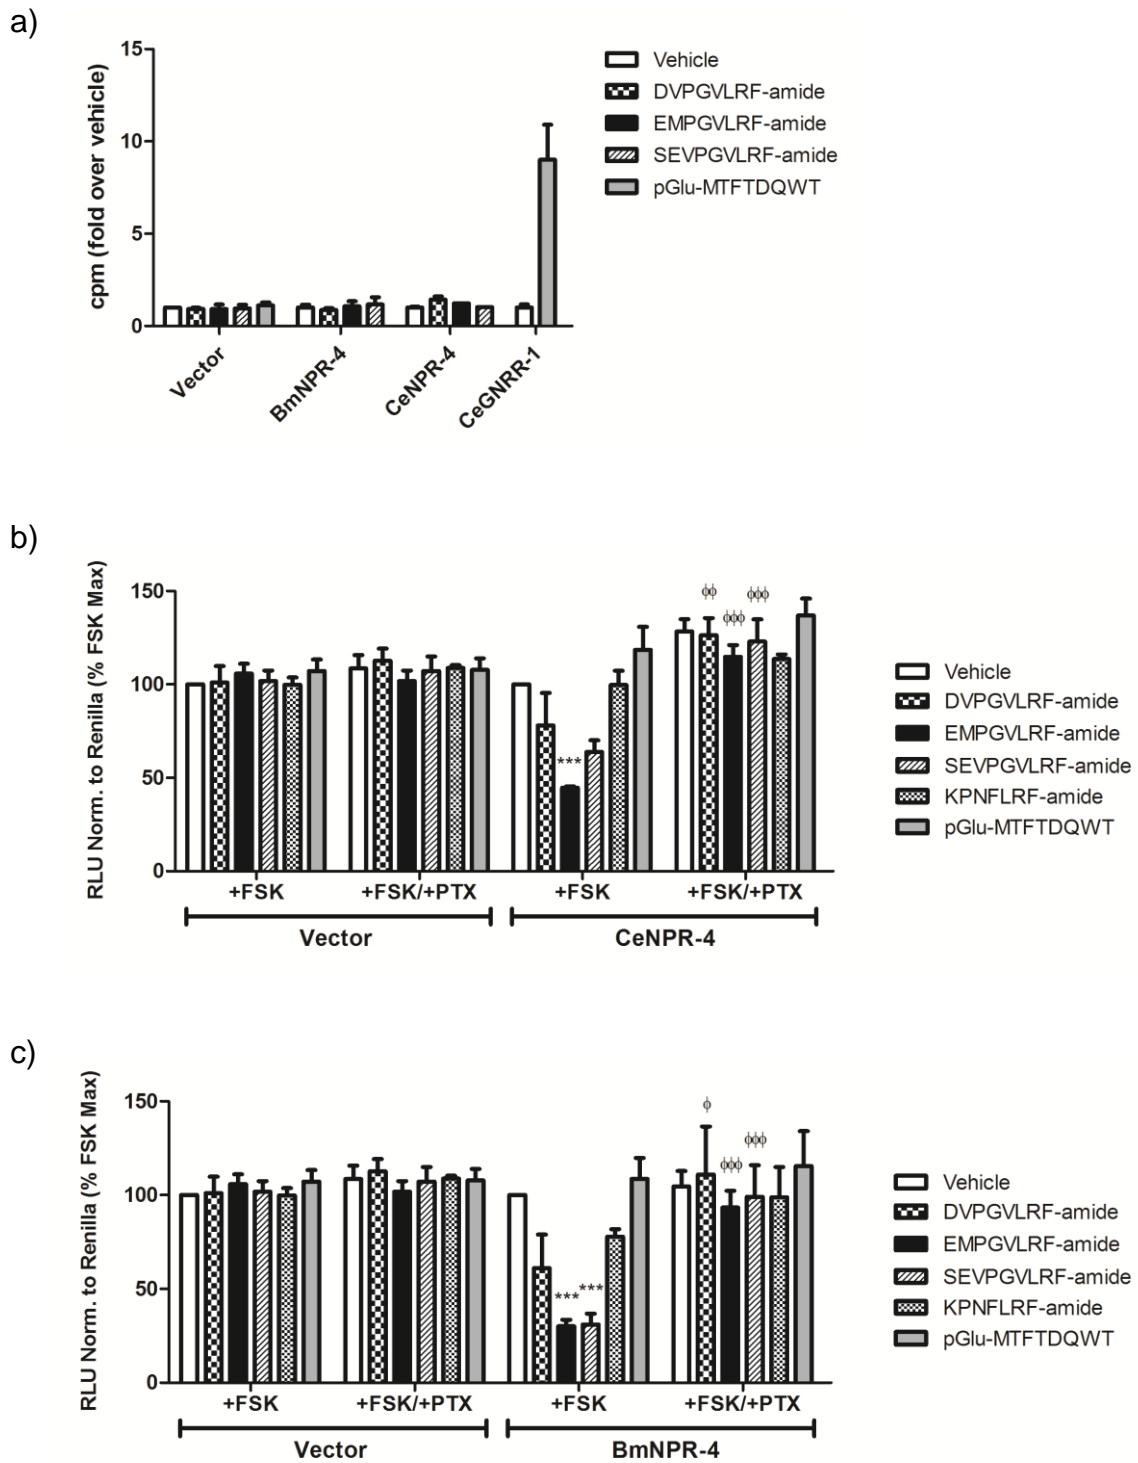 a)
cpm (fold over vehicle)
15
10
5
0
Vector
BmNPR-4
CeNPR-4
CeGNRR-1
Vehicle
DVPGVLRF-amide
EMPGVLRF-amide
SEVPGVLRF-amide
pGlu-MTFTDQWT
b)
RLU Norm. to Renilla (% FSK Max)
150
100
50
0
***
ϕϕ
ϕϕϕ
ϕϕϕ
+FSK
+FSK/+PTX
+FSK
+FSK/+PTX
Vector
CeNPR-4
Vehicle
DVPGVLRF-amide
EMPGVLRF-amide
SEVPGVLRF-amide
KPNFLRF-amide
pGlu-MTFTDQWT
c)
RLU Norm. to Renilla (% FSK Max)
150
100
50
0
***
***
ϕ
ϕϕϕ
ϕϕϕ
+FSK
+FSK/+PTX
+FSK
+FSK/+PTX
Vector
BmNPR-4
Vehicle
DVPGVLRF-amide
EMPGVLRF-amide
SEVPGVLRF-amide
KPNFLRF-amide
pGlu-MTFTDQWT